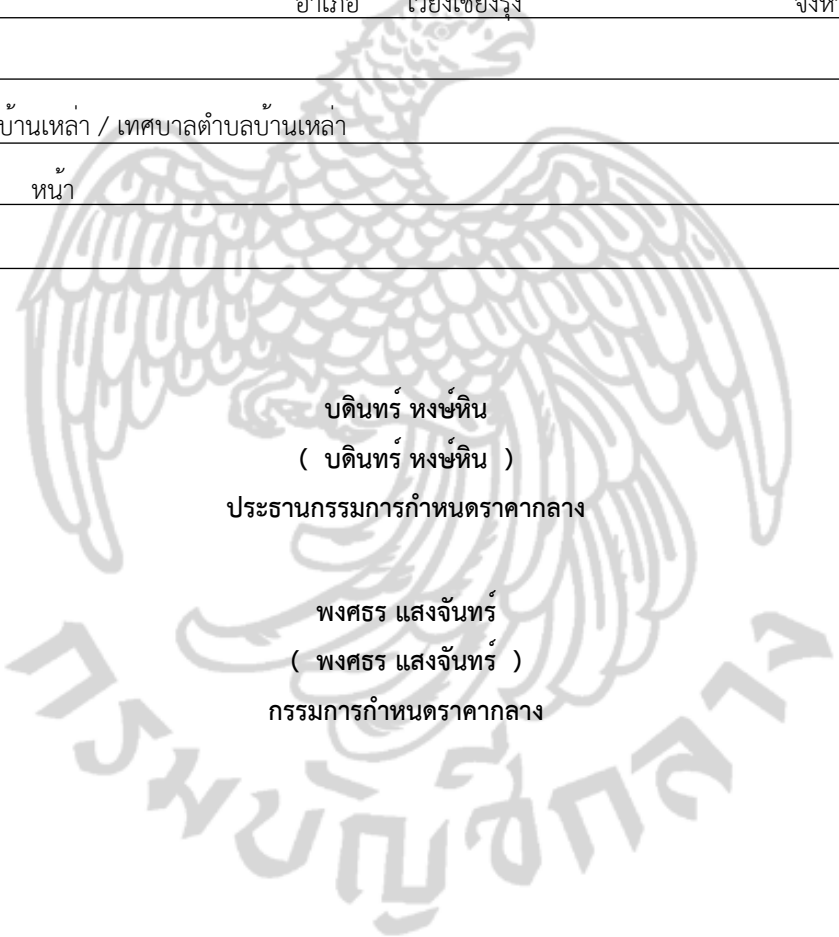 อำเภอ เวียงเชียงรุ้ง จังห
บ้านเหล่า / เทศบาลตำบลบ้านเหล่า
หน้า
บดินทร์ หงษ์หิน
( บดินทร์ หงษ์หิน )
ประธานกรรมการกำหนดราคากลาง
พงศธร แสงจันทร์
( พงศธร แสงจันทร์ )
กรรมการกำหนดราคากลาง
กรมบัญชีกลาง